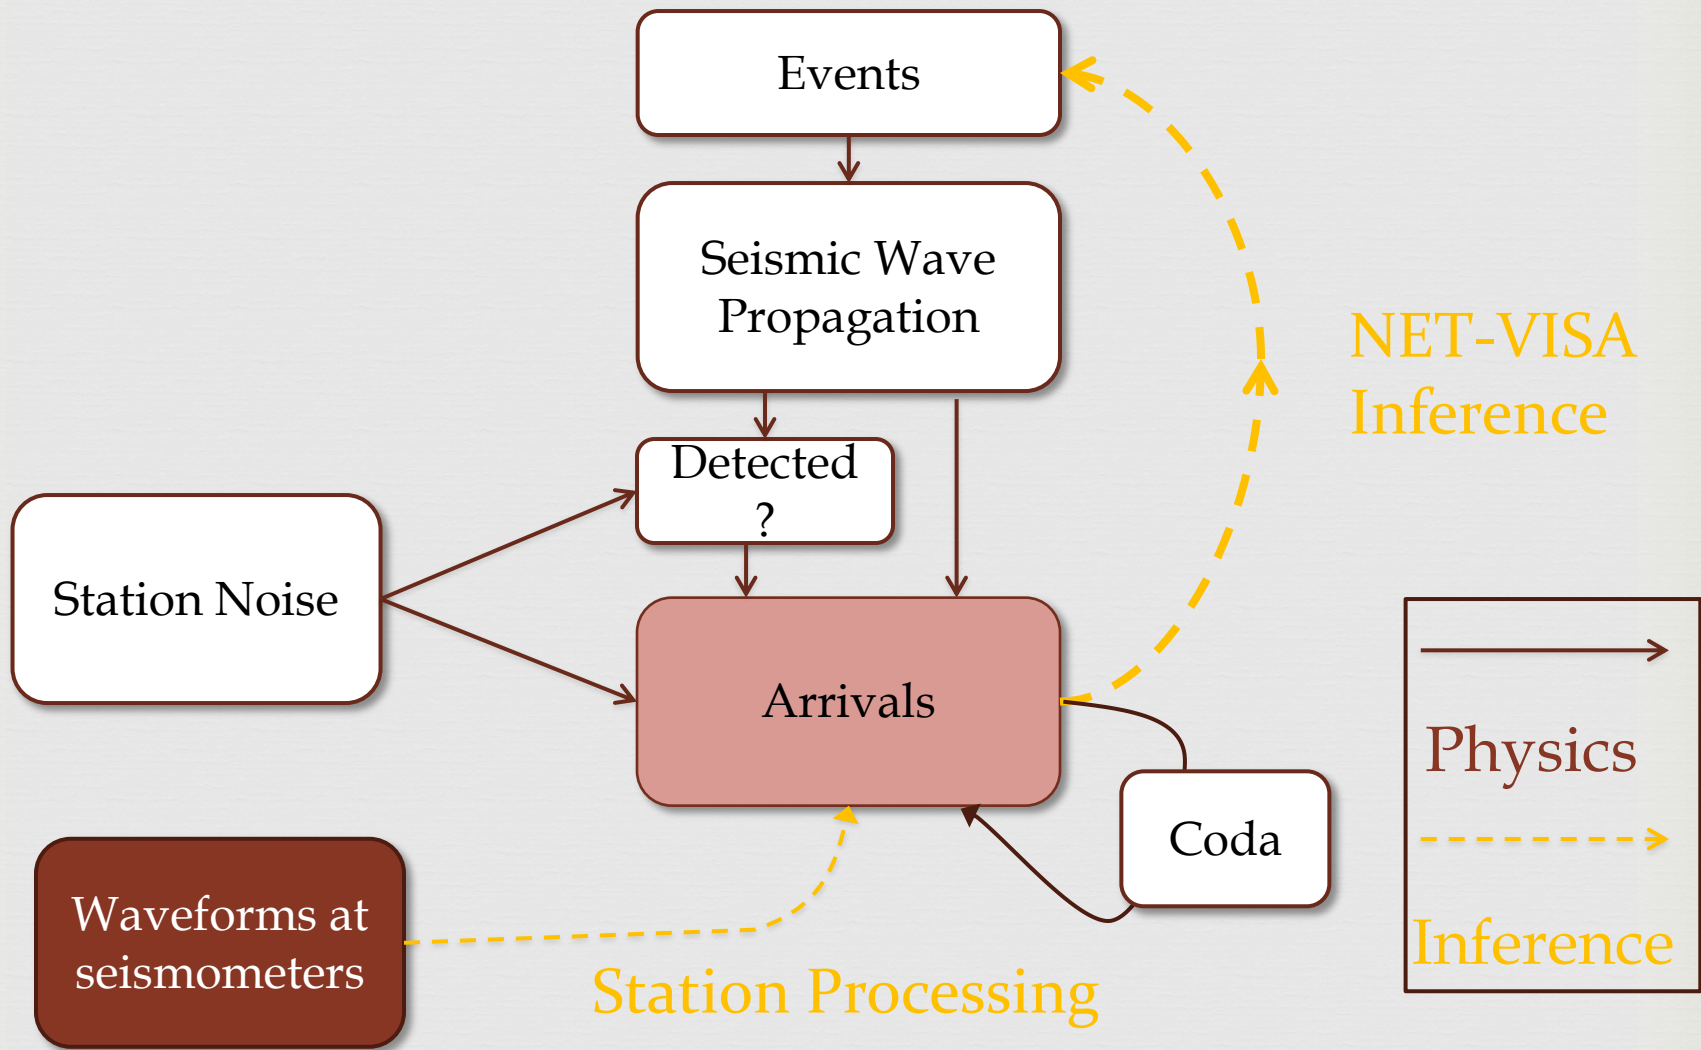 Events
Seismic Wave
Propagation
NET-VISA
Inference
Detected
?
Station Noise
Arrivals
Physics
Coda
Waveforms at
seismometers
Inference
Station Processing